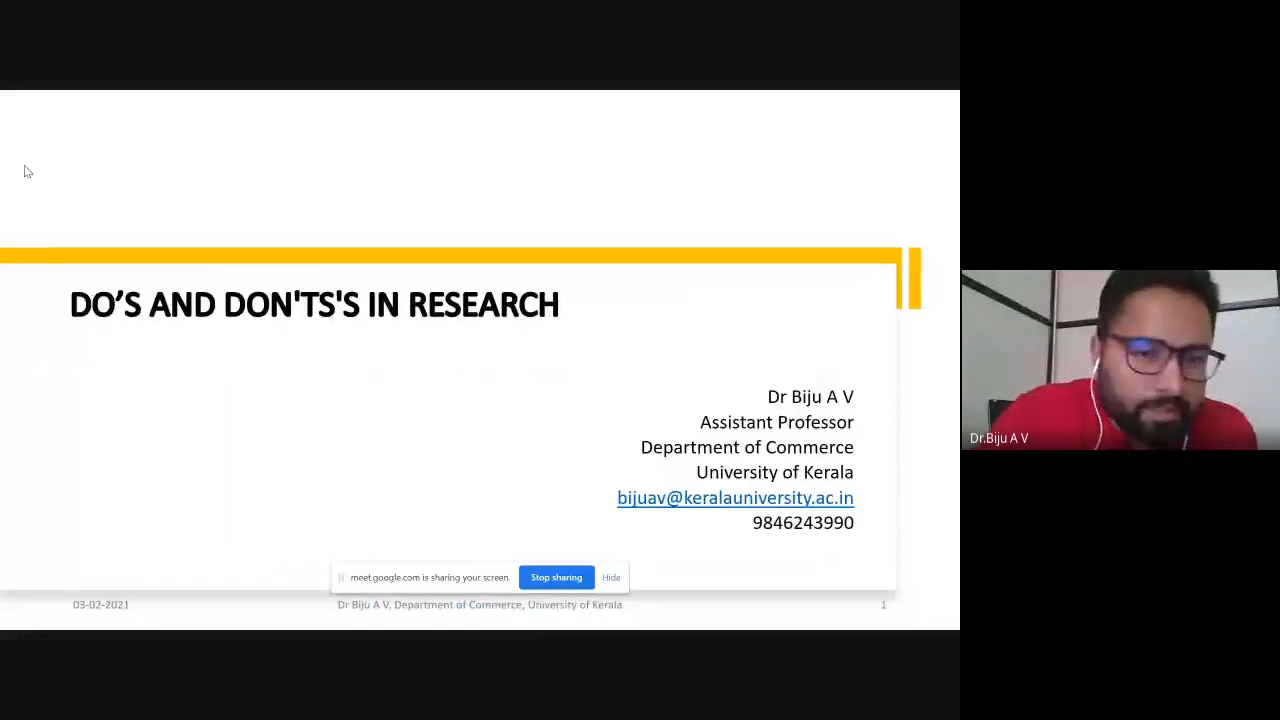 DO’S AND DON'TS'S IN RESEARCH
Dr Biju A V
Assistant Professor
Department of Commerce
University of Kerala
bijuav@keralauniversity.ac.in
9846243990
Dr.Biju A V
meet.google.com is sharing your screen. Stop sharing Hide
03-02-2021 Dr Biju A V, Department of Commerce, University of Kerala 1